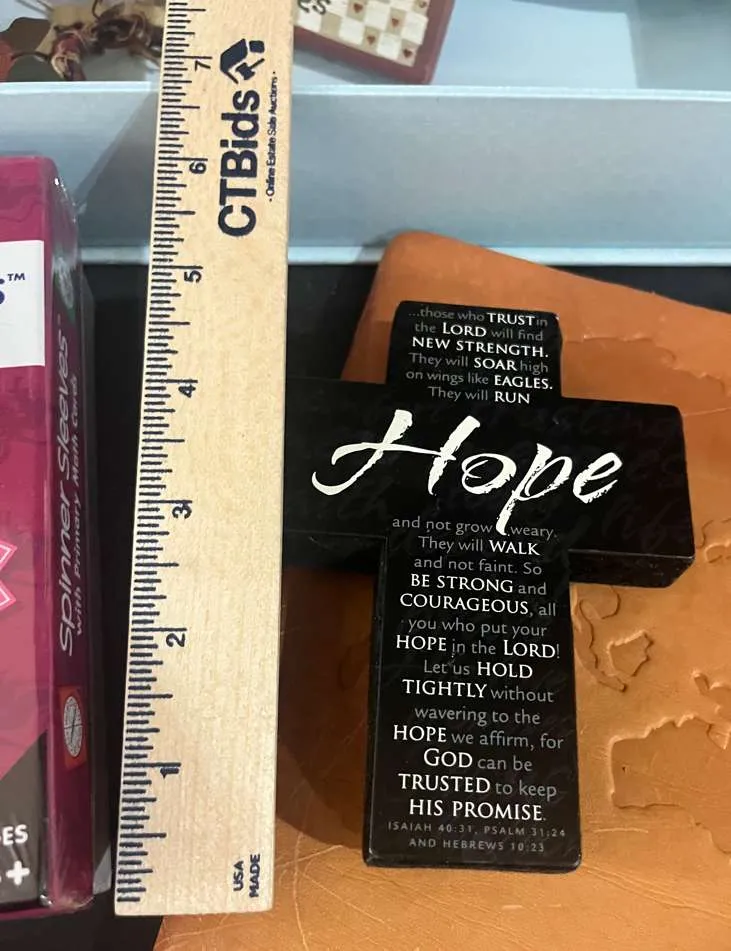 7
CTBids
- Online Estate Sale Auctions -
6
5
4
3
2
1
USA
MADE
™
Spinner Sleeves™
with Primary Math Cards
ES
+
...those who TRUST in
the LORD will find
NEW STRENGTH.
They will SOAR high
on wings like EAGLES.
They will RUN
Hope
and not grow weary.
They will WALK
and not faint. So
BE STRONG and
COURAGEOUS, all
you who put your
HOPE in the LORD!
Let us HOLD
TIGHTLY without
wavering to the
HOPE we affirm, for
GOD can be
TRUSTED to keep
HIS PROMISE.
ISAIAH 40:31, PSALM 31:24
AND HEBREWS 10:23